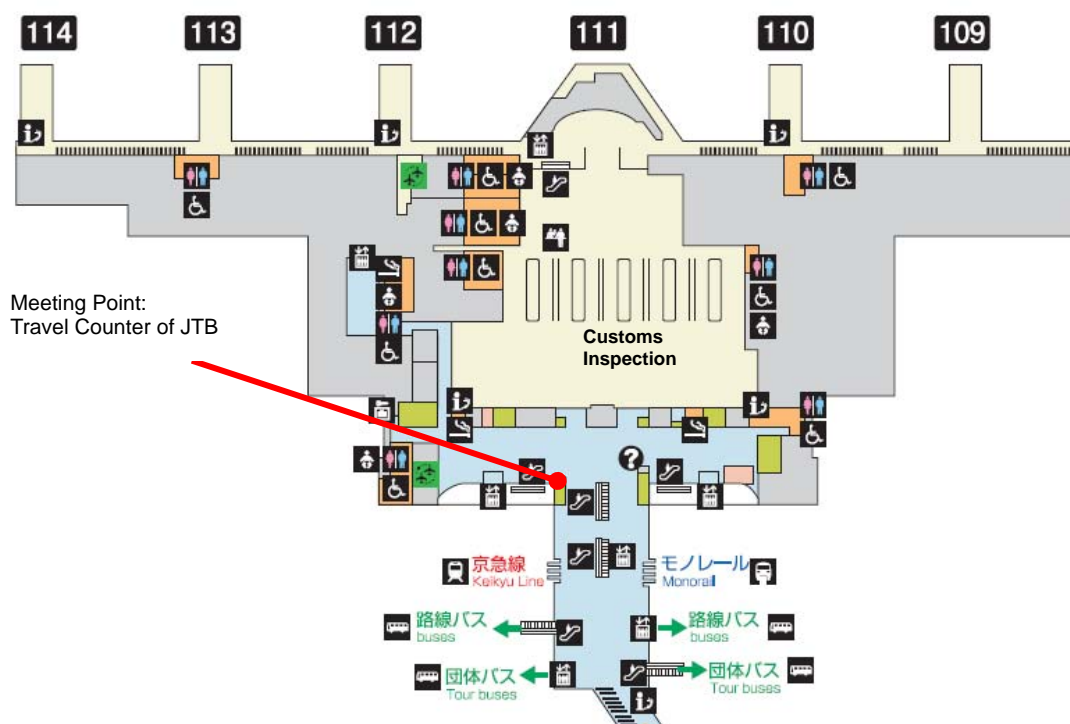 114
113
112
111
110
109
Meeting Point:
Travel Counter of JTB
Customs
Inspection
?
京急線
Keikyu Line
モノレール
Monorail
路線バス
buses
路線バス
buses
団体バス
Tour buses
団体バス
Tour buses